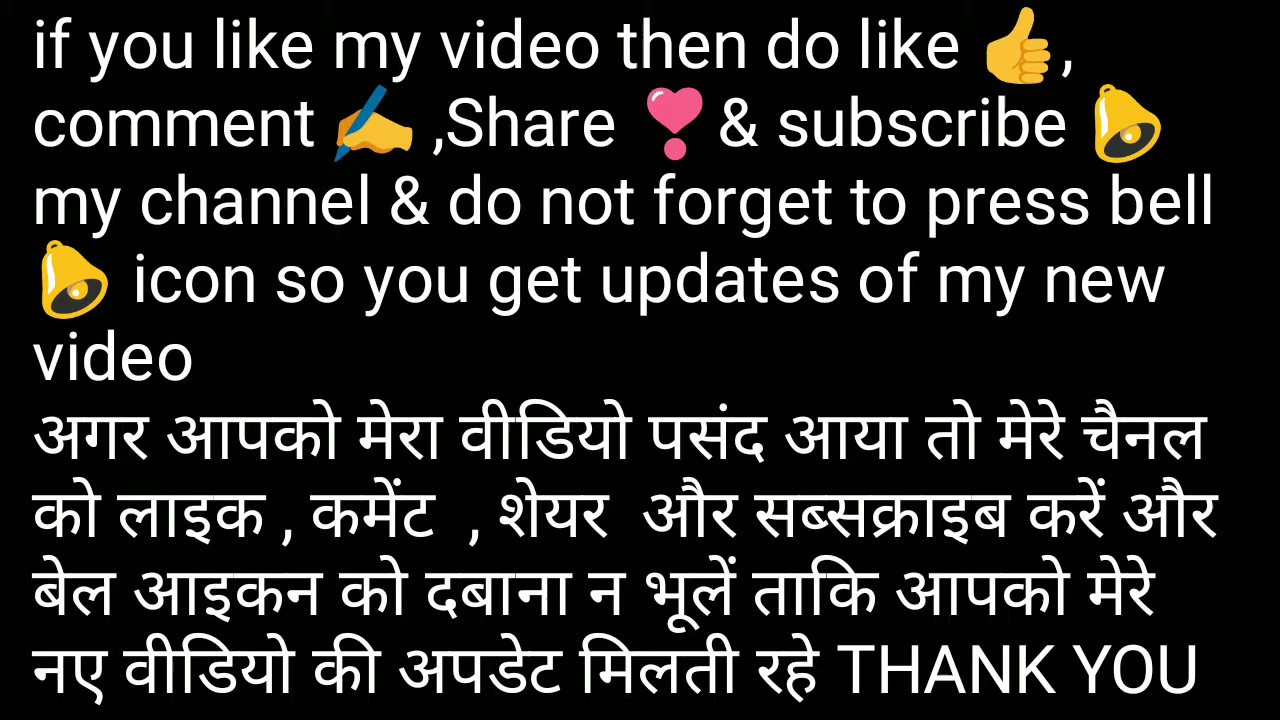 if you like my video then do like 👍,
comment ✍️ ,Share ❣️ & subscribe 🔔
my channel & do not forget to press bell
🔔 icon so you get updates of my new
video
अगर आपको मेरा वीडियो पसंद आया तो मेरे चैनल
को लाइक , कमेंट  , शेयर  और सब्सक्राइब करें और
बेल आइकन को दबाना न भूलें ताकि आपको मेरे
नए वीडियो की अपडेट मिलती रहे THANK YOU